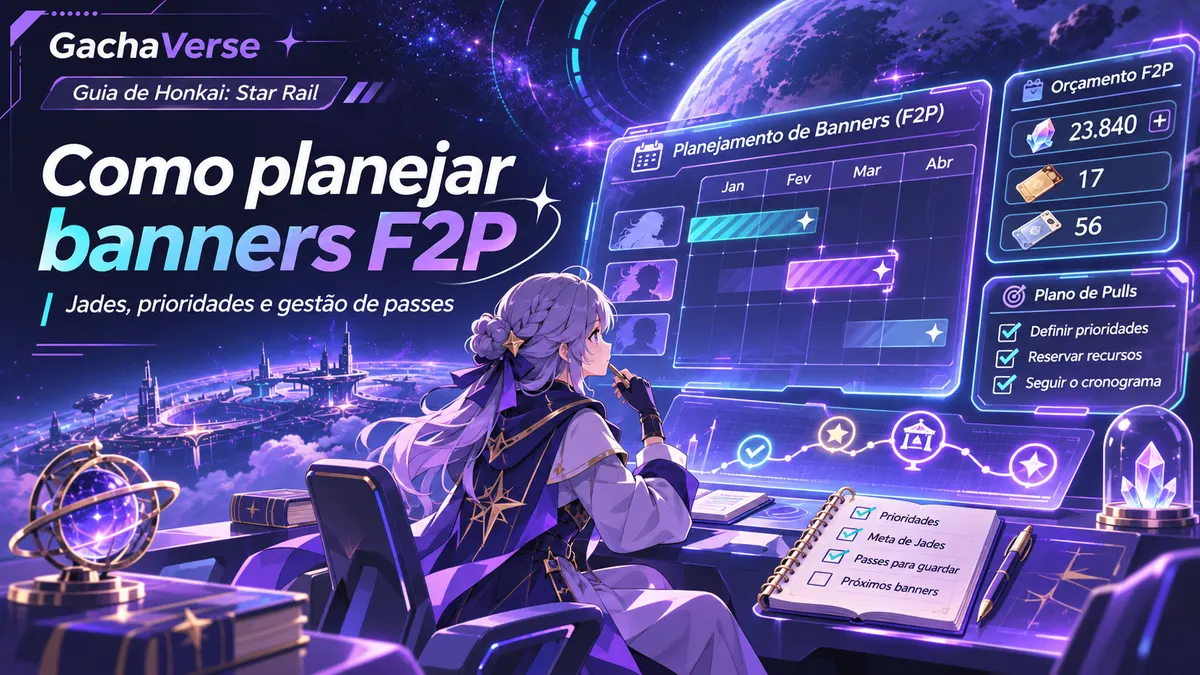 GachaVerse
Guia de Honkai: Star Rail
Como planejar
banners F2P
Jades, prioridades e gestão de passes
Planejamento de Banners (F2P)
Jan Fev Mar Abr
Orçamento F2P
23.840 +
17
56
Plano de Pulls
Definir prioridades
Reservar recursos
Seguir o cronograma
Prioridades
Meta de Jades
Passes para guardar
Próximos banners